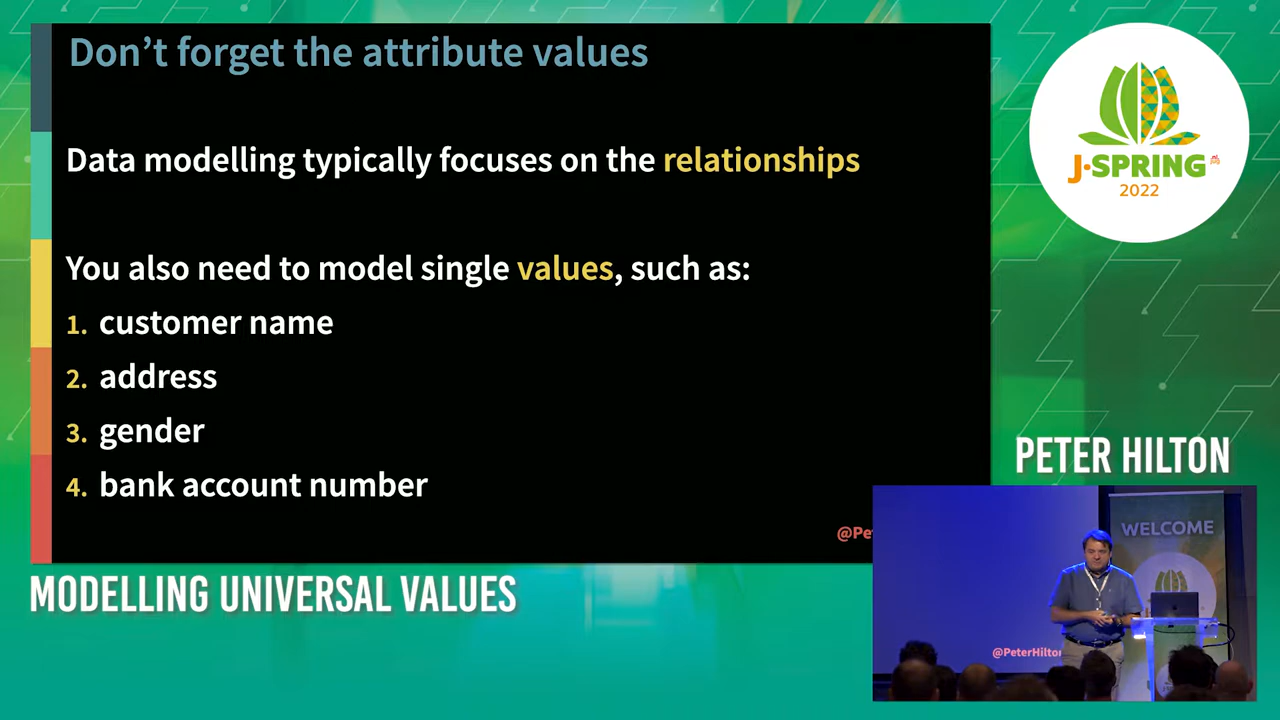 Don't forget the attribute values
Data modelling typically focuses on the relationships
You also need to model single values, such as:
1. customer name
2. address
3. gender
4. bank account number
J·SPRING
2022
PETER HILTON
WELCOME
MODELLING UNIVERSAL VALUES